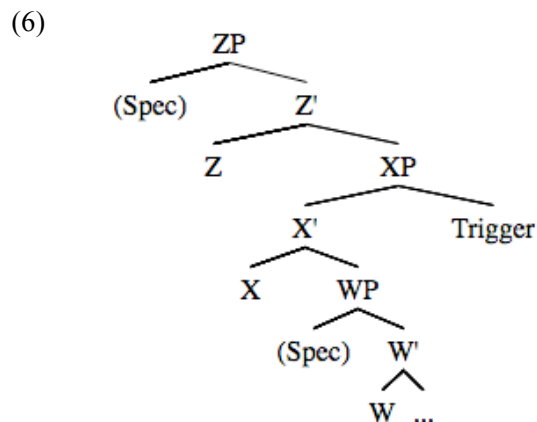 (6)
ZP
(Spec) Z'
Z XP
X' Trigger
X WP
(Spec) W'
W ...